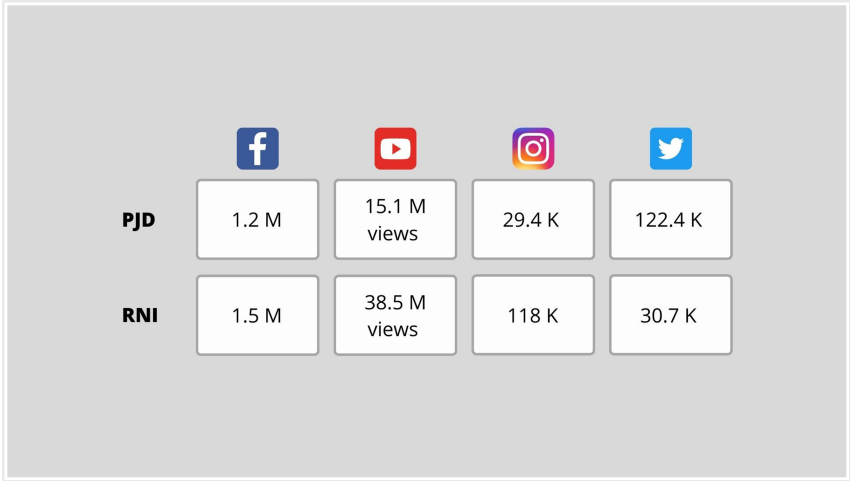 PJD
1.2 M
15.1 M
views
29.4 K
122.4 K
RNI
1.5 M
38.5 M
views
118 K
30.7 K